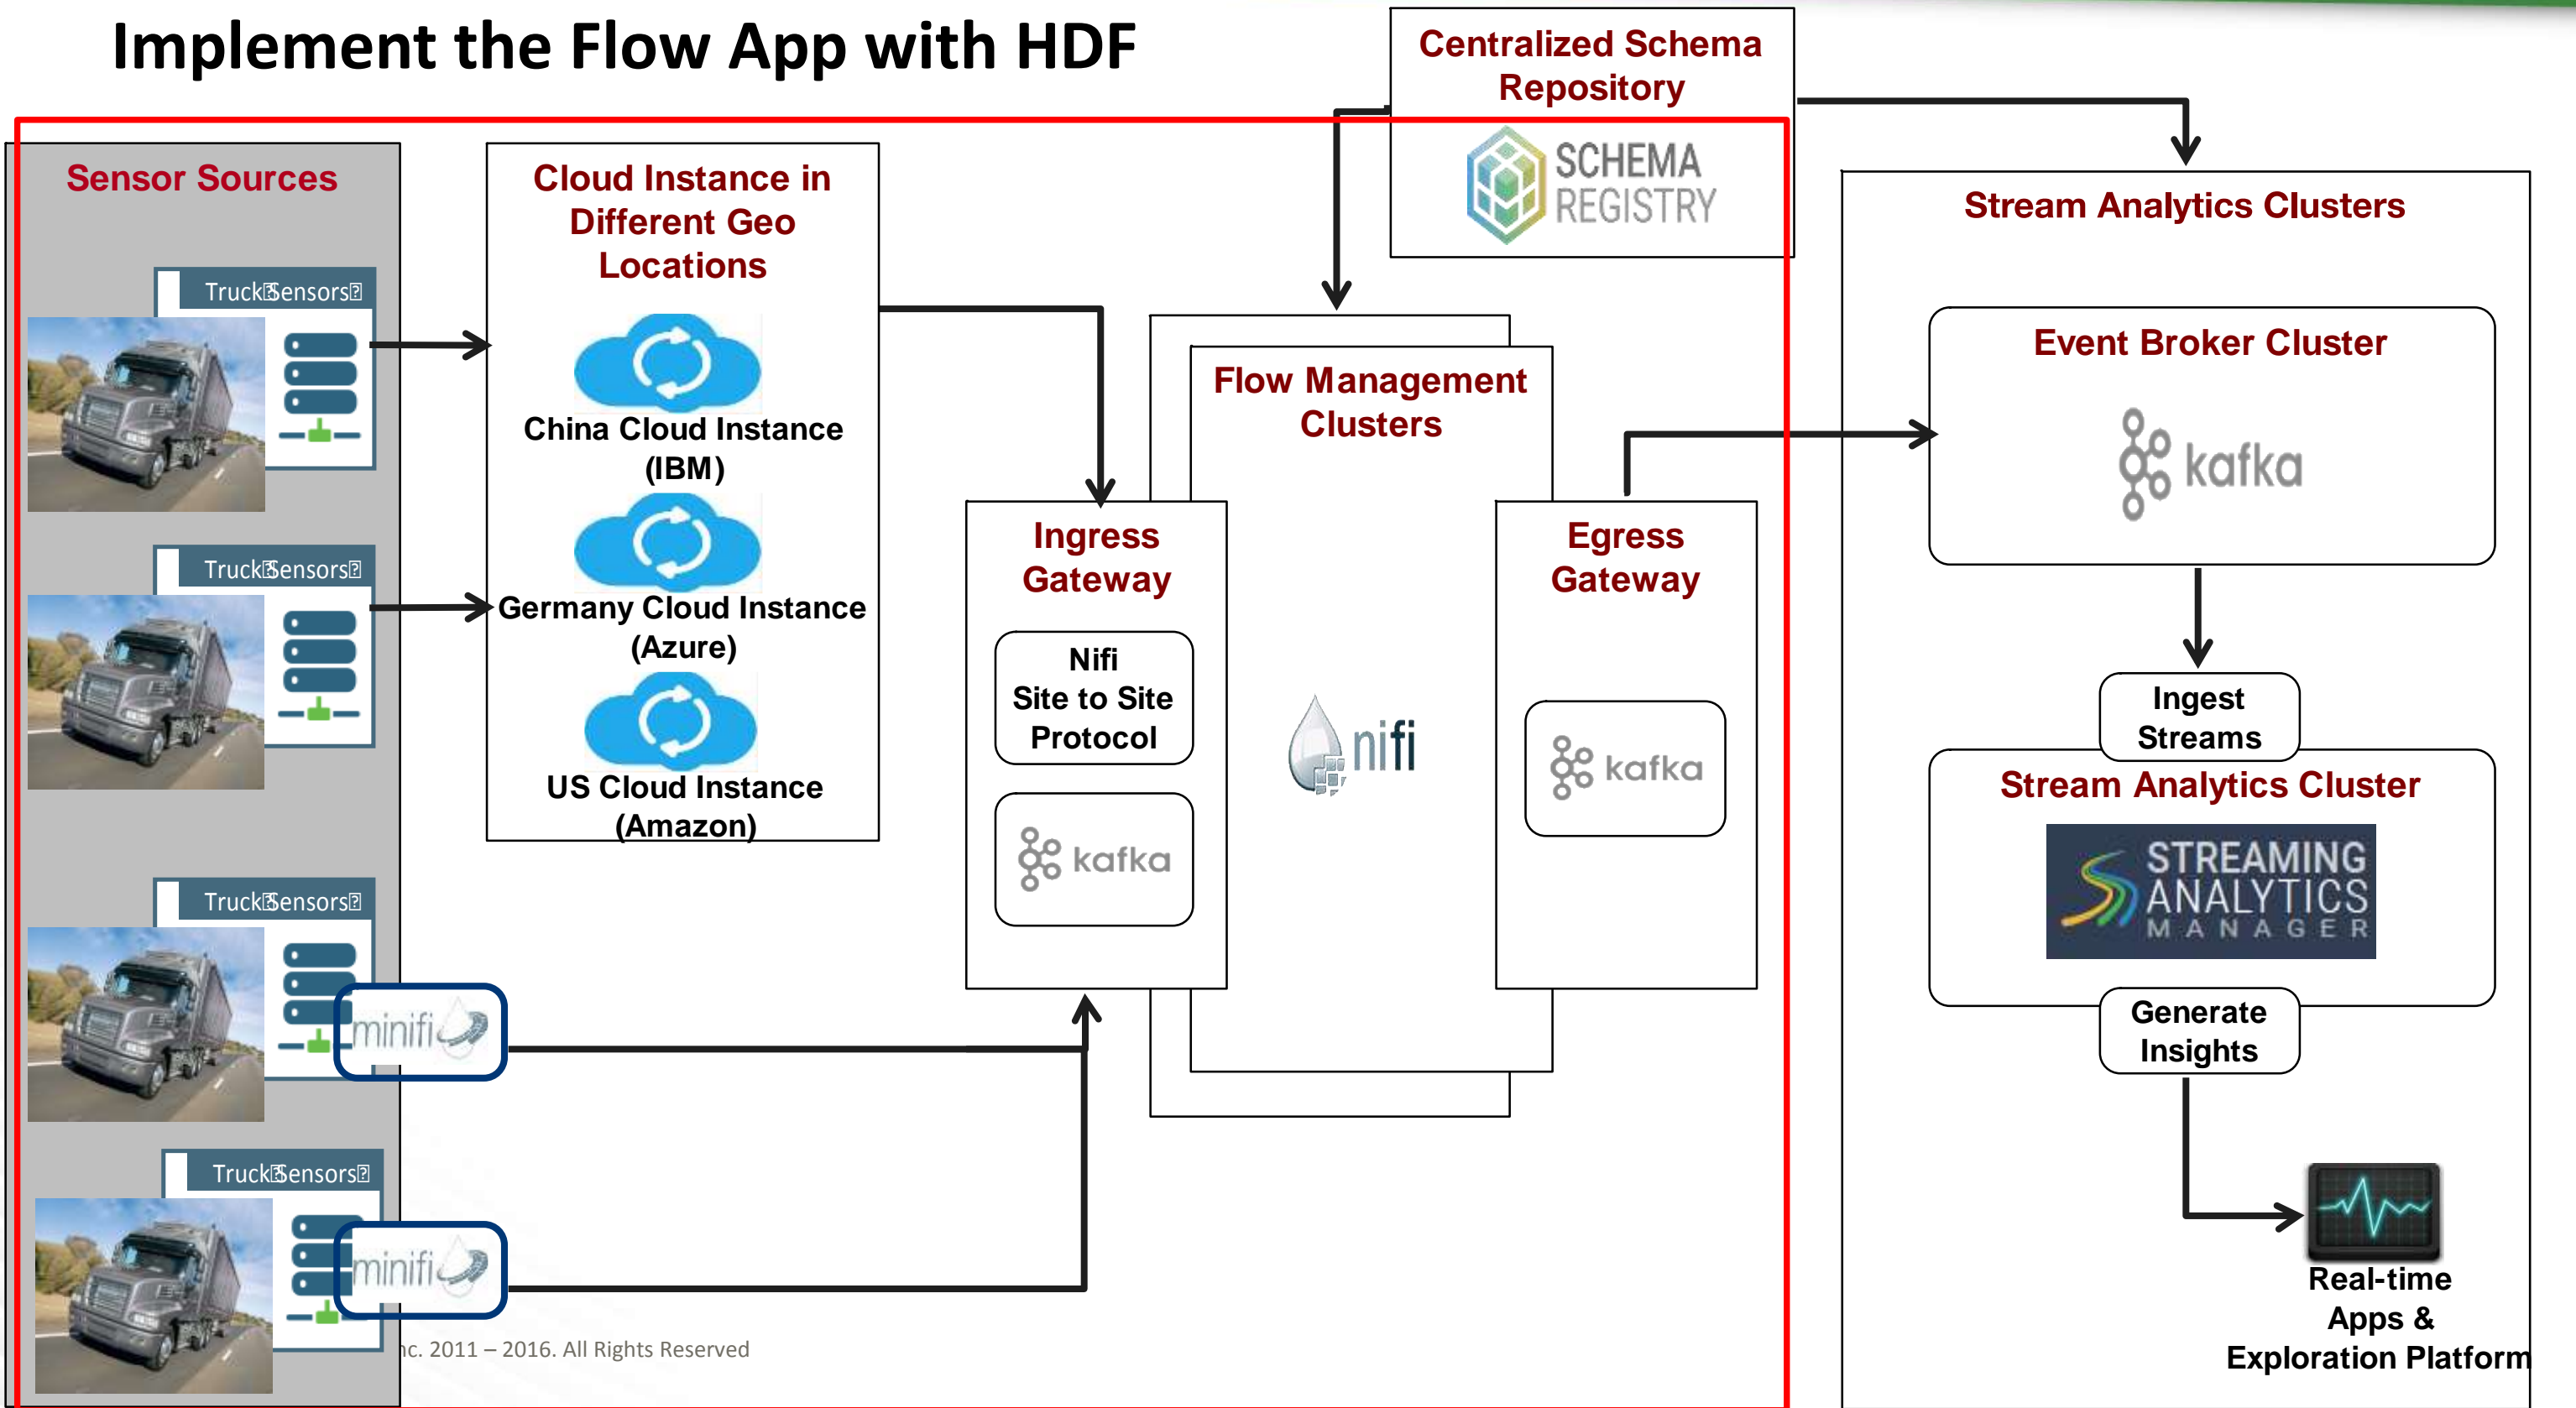 Implement the Flow App with HDF
Centralized Schema
Repository
SCHEMA
REGISTRY
Sensor Sources
Truck Sensors
Truck Sensors
Truck Sensors
minifi
Truck Sensors
minifi
Cloud Instance in
Different Geo
Locations
China Cloud Instance
(IBM)
Germany Cloud Instance
(Azure)
US Cloud Instance
(Amazon)
Ingress
Gateway
Nifi
Site to Site
Protocol
kafka
Flow Management
Clusters
nifi
Egress
Gateway
kafka
Stream Analytics Clusters
Event Broker Cluster
kafka
Ingest
Streams
Stream Analytics Cluster
STREAMING
ANALYTICS
MANAGER
Generate
Insights
Real-time
Apps &
Exploration Platform
2011 – 2016. All Rights Reserved